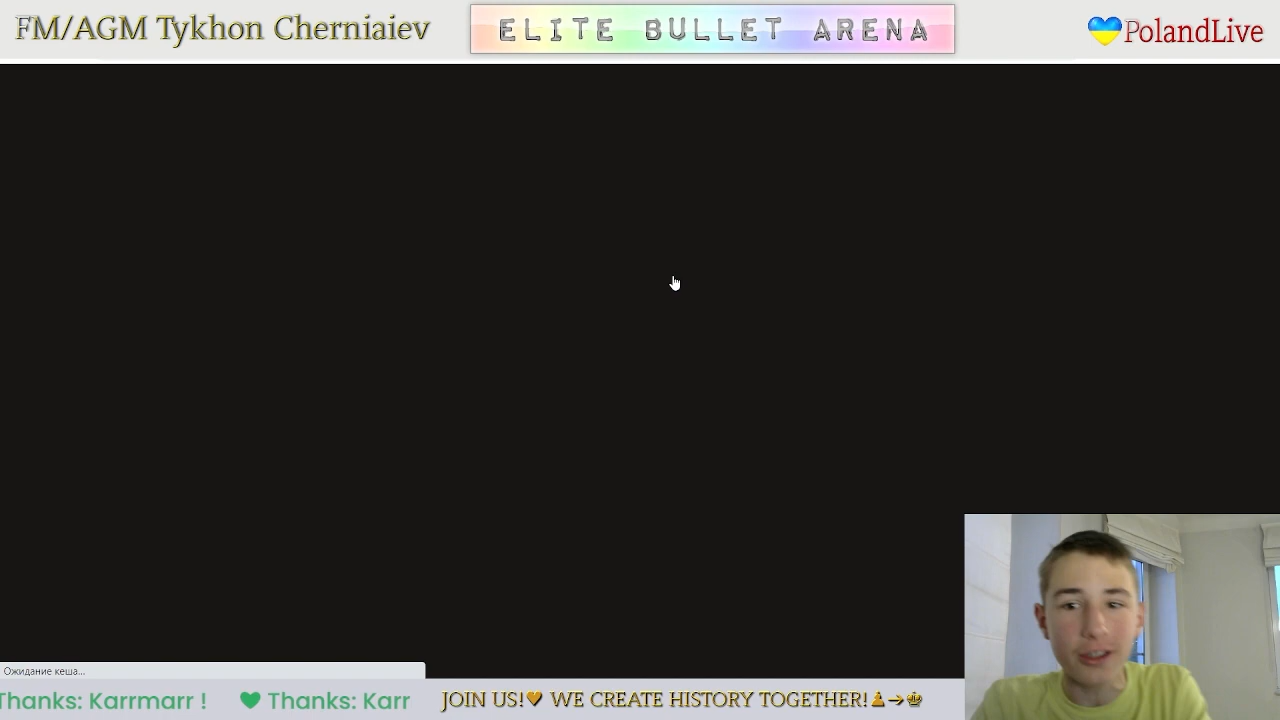 FM/AGM Tykhon Cherniaiev
ELITE BULLET ARENA
💙PolandLive
Ожидание кеша...
Thanks: Karrmarr ! 💚 Thanks: Karr
JOIN US!🧡 WE CREATE HISTORY TOGETHER!♟→♚